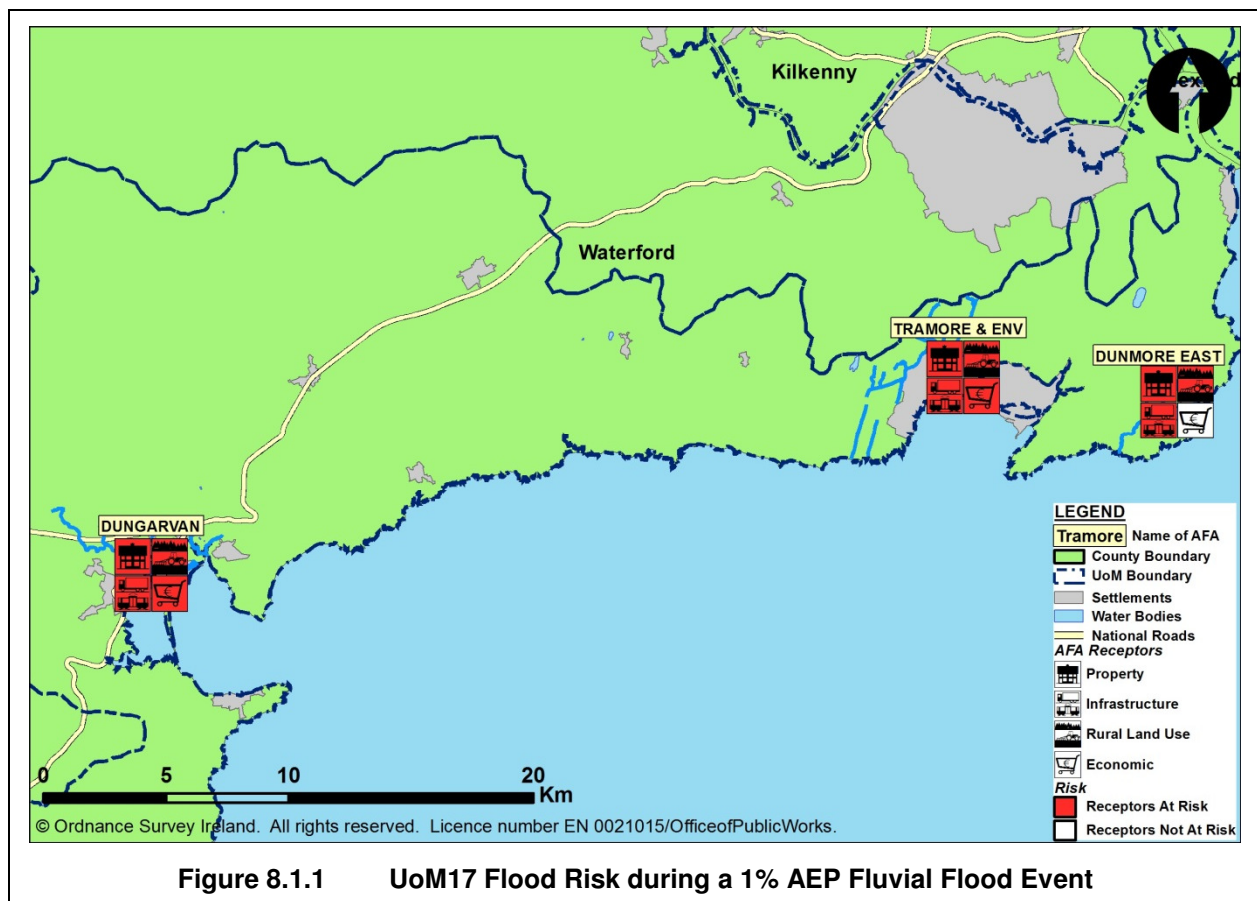 Kilkenny
Waterford
TRAMORE & ENV
DUNMORE EAST
DUNGARVAN
LEGEND
Tramore Name of AFA
County Boundary
UoM Boundary
Settlements
Water Bodies
National Roads
AFA Receptors
Property
Infrastructure
Rural Land Use
Economic
Risk
Receptors At Risk
Receptors Not At Risk
0 5 10 20
Km
© Ordnance Survey Ireland. All rights reserved. Licence number EN 0021015/OfficeofPublicWorks.
Figure 8.1.1 UoM17 Flood Risk during a 1% AEP Fluvial Flood Event